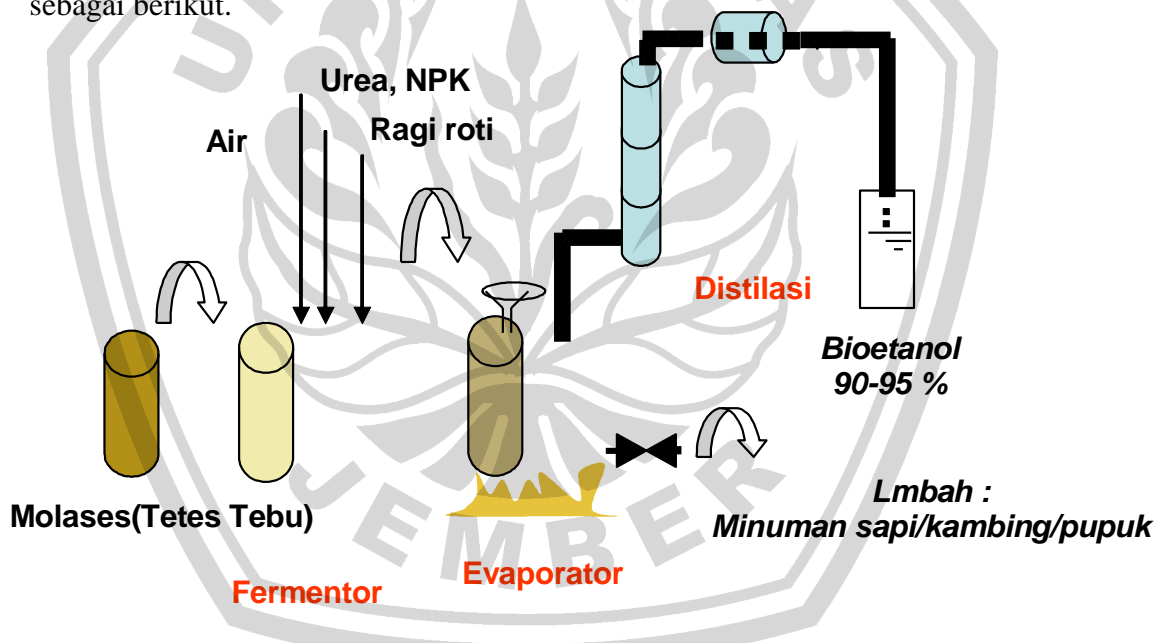 sebagai berikut.
Urea, NPK
Air
Ragi roti
Distilasi
Bioetanol
90-95 %
Molases(Tetes Tebu)
Lmbah :
Minuman sapi/kambing/pupuk
Evaporator
Fermentor
JEMBER